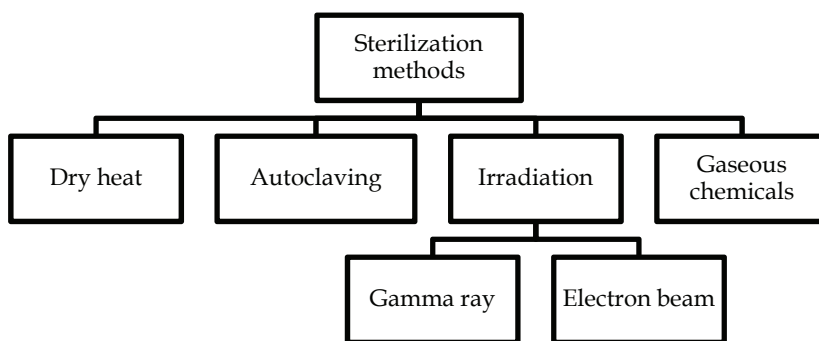 Sterilization
methods
Dry heat
Autoclaving
Irradiation
Gaseous
chemicals
Gamma ray
Electron beam